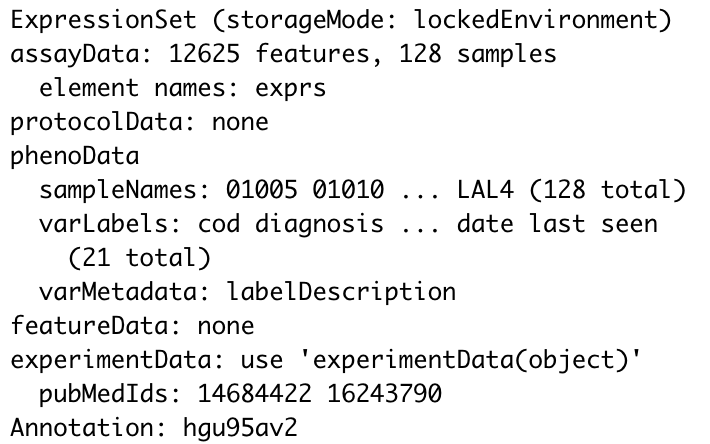 ExpressionSet (storageMode: lockedEnvironment)
assayData: 12625 features, 128 samples
  element names: exprs
protocolData: none
phenoData
  sampleNames: 01005 01010 ... LAL4 (128 total)
  varLabels: cod diagnosis ... date last seen
    (21 total)
  varMetadata: labelDescription
featureData: none
experimentData: use 'experimentData(object)'
  pubMedIds: 14684422 16243790
Annotation: hgu95av2